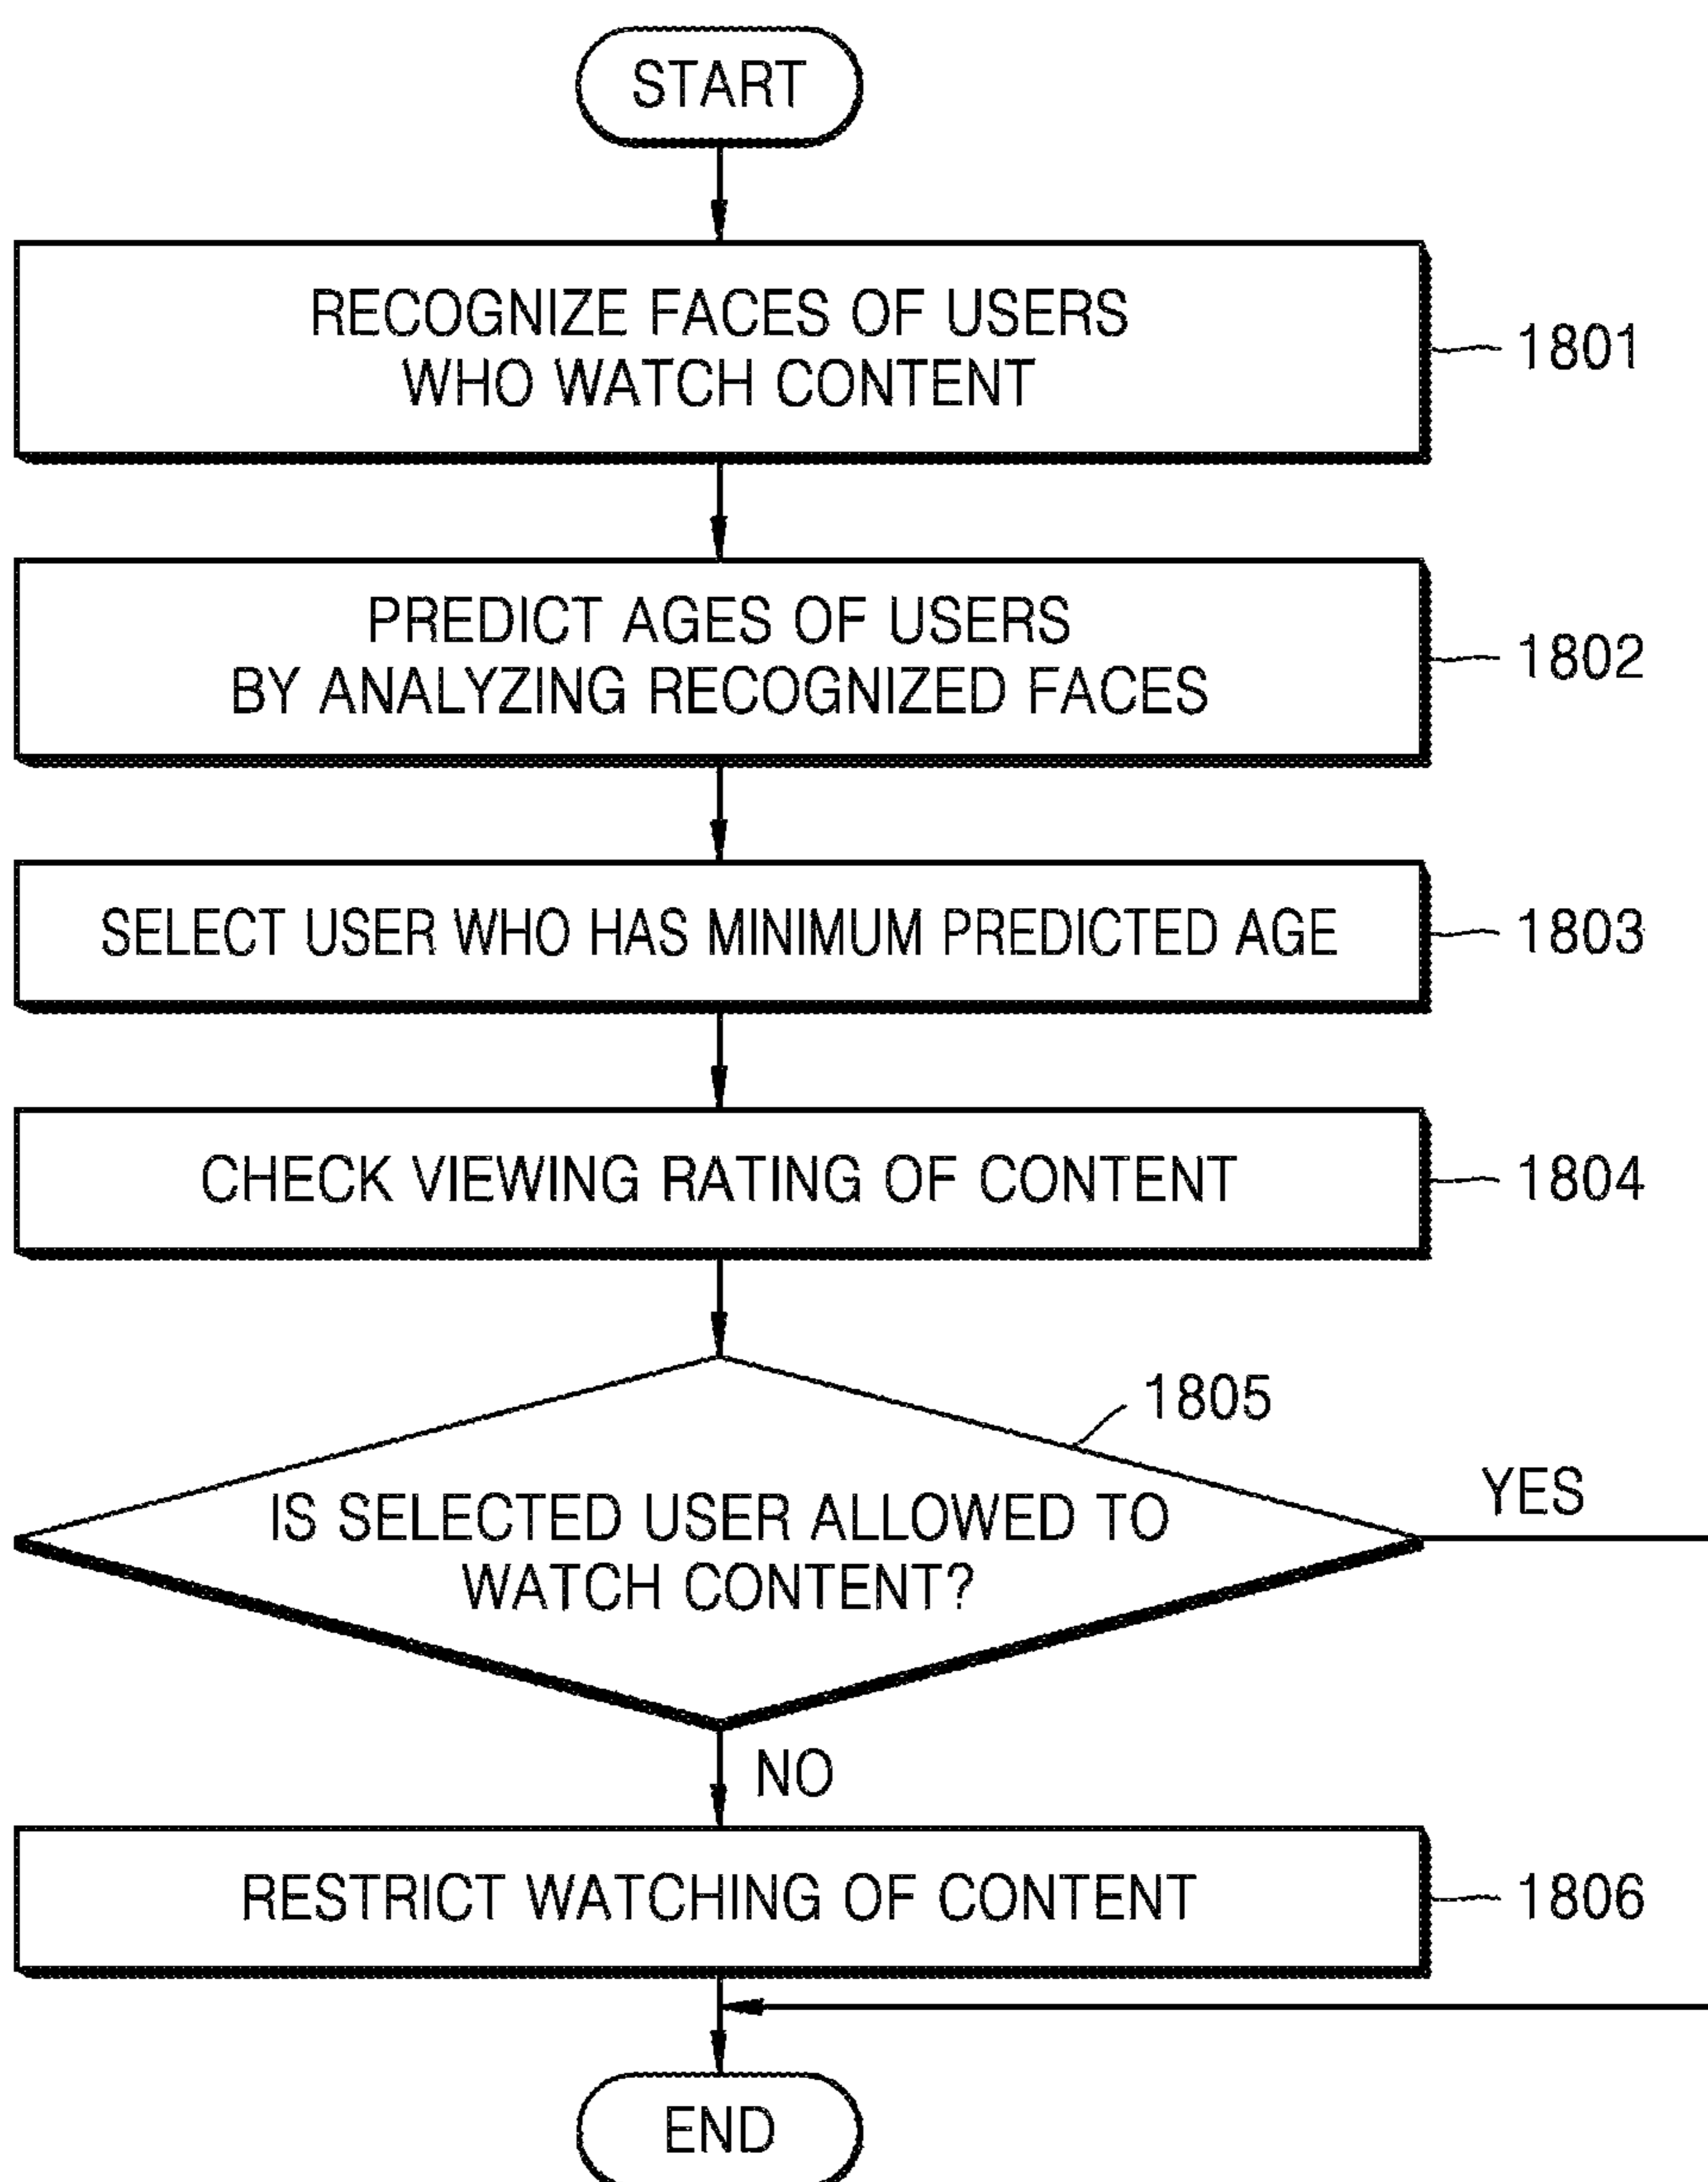 START
RECOGNIZE FACES OF USERS
WHO WATCH CONTENT
1801
PREDICT AGES OF USERS
BY ANALYZING RECOGNIZED FACES
1802
SELECT USER WHO HAS MINIMUM PREDICTED AGE
1803
CHECK VIEWING RATING OF CONTENT
1804
1805
IS SELECTED USER ALLOWED TO
WATCH CONTENT?
YES
NO
RESTRICT WATCHING OF CONTENT
1806
END